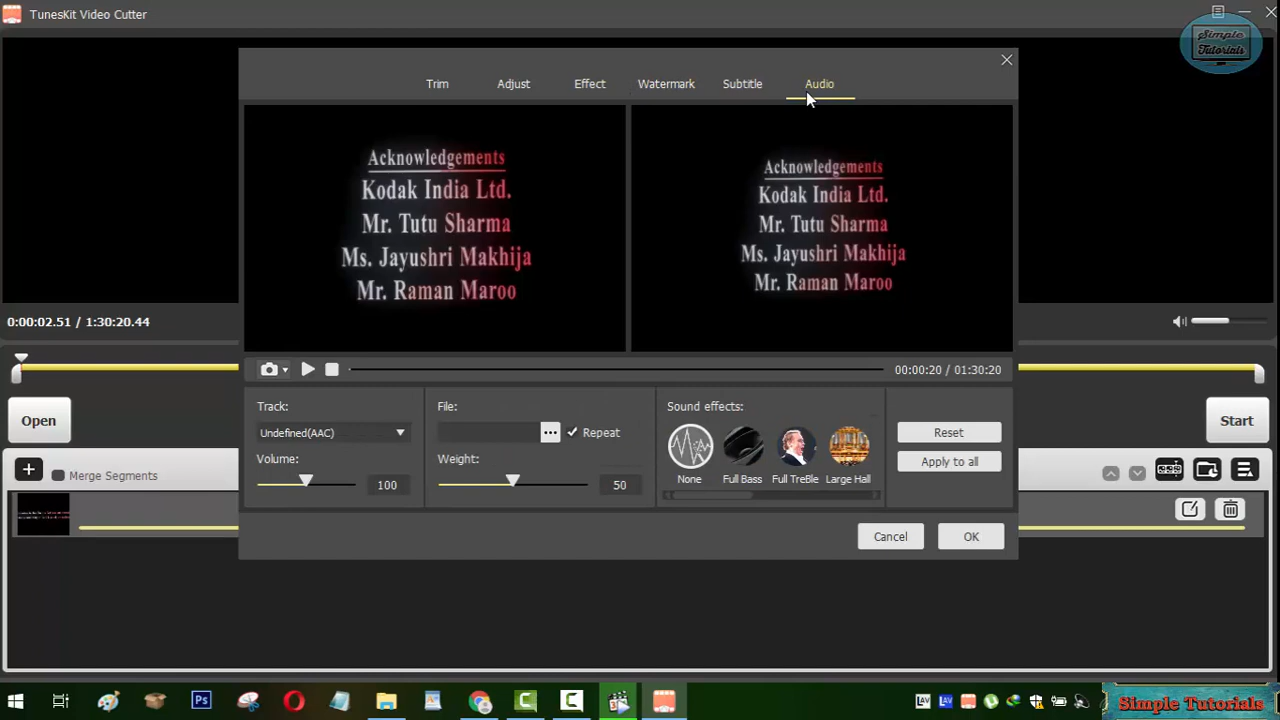 TunesKit Video Cutter
Simple
Tutorials
Trim Adjust Effect Watermark Subtitle Audio
Acknowledgements
Kodak India Ltd.
Mr. Tutu Sharma
Ms. Jayushri Makhija
Mr. Raman Maroo
Acknowledgements
Kodak India Ltd.
Mr. Tutu Sharma
Ms. Jayushri Makhija
Mr. Raman Maroo
0:00:02.51 / 1:30:20.44
00:00:20 / 01:30:20
Open
Start
Track:
Undefined(AAC)
Volume:
100
File:
Repeat
Weight:
50
Sound effects:
None Full Bass Full TreBle Large Hall
Reset
Apply to all
Merge Segments
Cancel OK
Ps
LAV LAV
Simple Tutorials